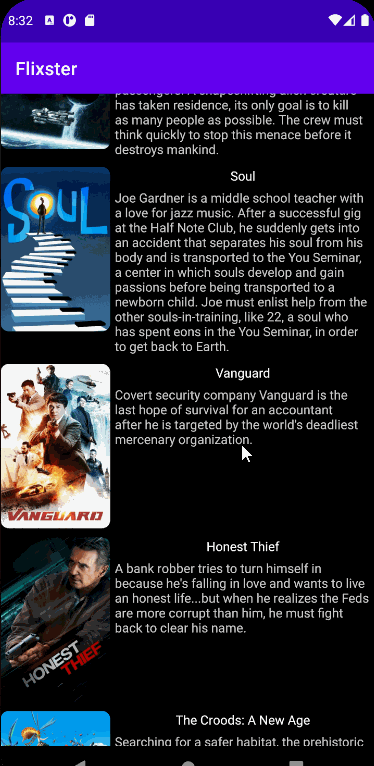 8:32
Flixster
passengers. A shapeshifting alien creature
has taken residence, its only goal is to kill
as many people as possible. The crew must
think quickly to stop this menace before it
destroys mankind.
SOUL
Soul
Joe Gardner is a middle school teacher with
a love for jazz music. After a successful gig
at the Half Note Club, he suddenly gets into
an accident that separates his soul from his
body and is transported to the You Seminar,
a center in which souls develop and gain
passions before being transported to a
newborn child. Joe must enlist help from the
other souls-in-training, like 22, a soul who
has spent eons in the You Seminar, in order
to get back to Earth.
VANGUARD
Vanguard
Covert security company Vanguard is the
last hope of survival for an accountant
after he is targeted by the world's deadliest
mercenary organization.
HONEST
THIEF
Honest Thief
A bank robber tries to turn himself in
because he's falling in love and wants to live
an honest life...but when he realizes the Feds
are more corrupt than him, he must fight
back to clear his name.
The Croods: A New Age
Searching for a safer habitat, the prehistoric